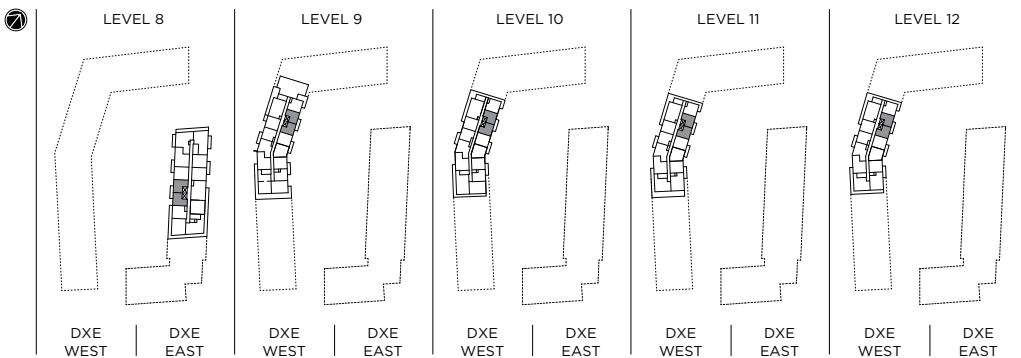 LEVEL 8
LEVEL 9
LEVEL 10
LEVEL 11
LEVEL 12
DXE WEST
DXE EAST
DXE WEST
DXE EAST
DXE WEST
DXE EAST
DXE WEST
DXE EAST
DXE WEST
DXE EAST